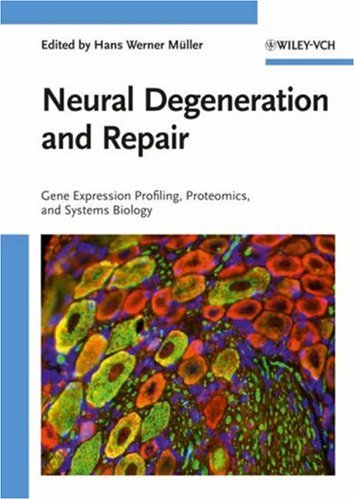 Edited by Hans Werner Müller
WILEY-VCH
Neural Degeneration
and Repair
Gene Expression Profiling, Proteomics,
and Systems Biology